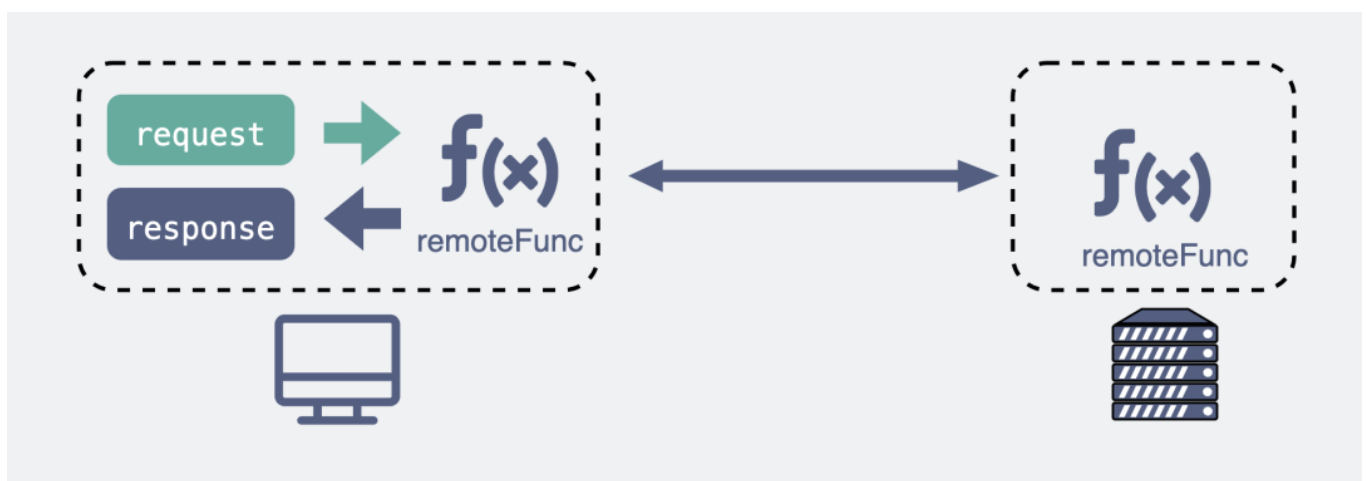 request
response
f(x)
remoteFunc
f(x)
remoteFunc